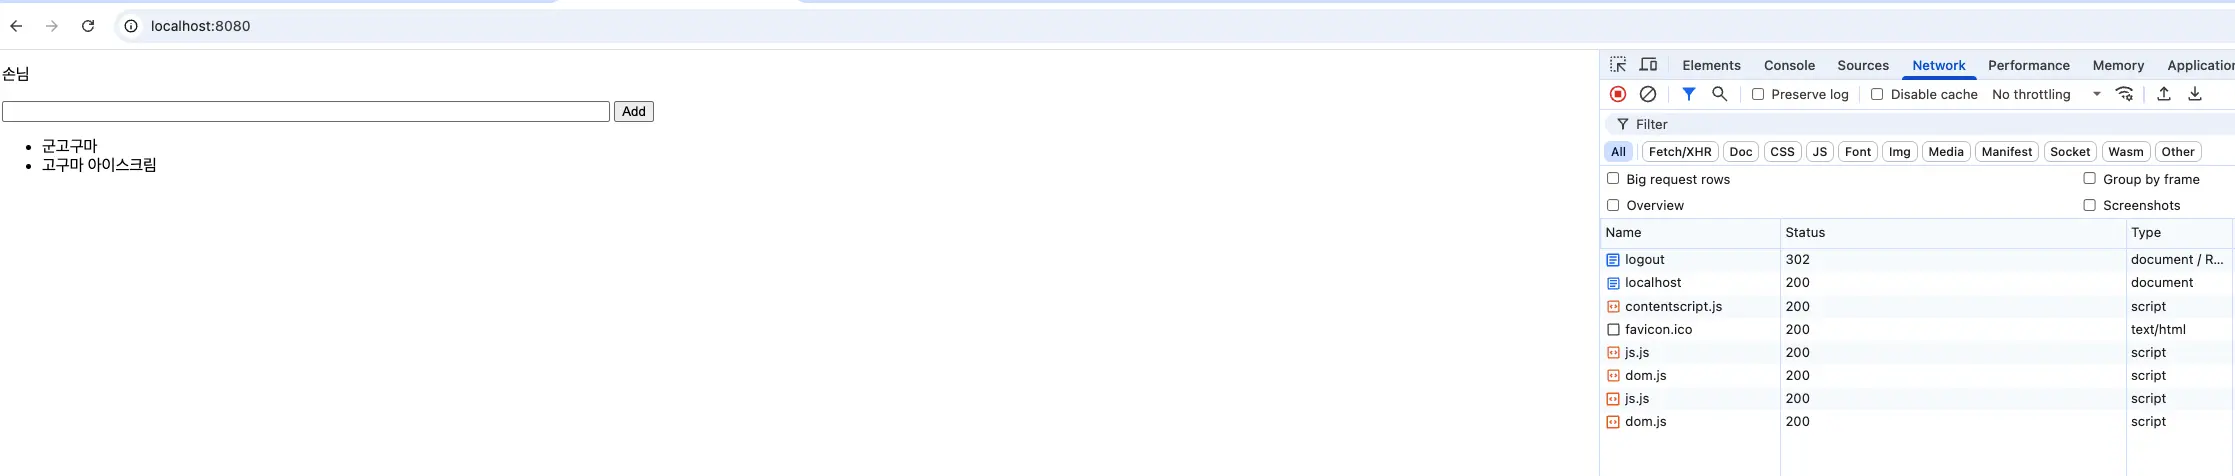 localhost:8080
손님
Add
군고구마
고구마 아이스크림
Elements Console Sources Network Performance Memory Application
Preserve log Disable cache No throttling
Filter
All Fetch/XHR Doc CSS JS Font Img Media Manifest Socket Wasm Other
Big request rows Group by frame
Overview Screenshots
Name Status Type
logout 302 document / R...
localhost 200 document
contentscript.js 200 script
favicon.ico 200 text/html
js.js 200 script
dom.js 200 script
js.js 200 script
dom.js 200 script